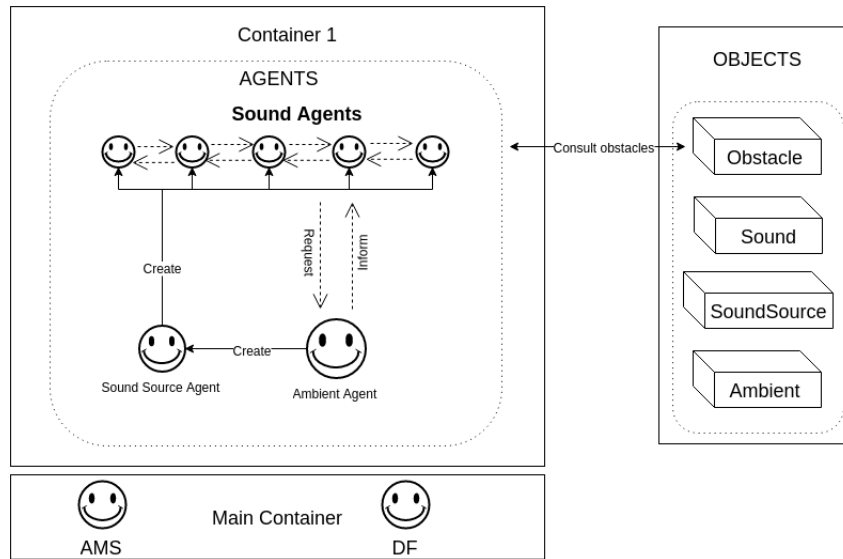 Container 1
AGENTS
Sound Agents
Request
Inform
Create
Create
Sound Source Agent
Ambient Agent
Consult obstacles
OBJECTS
Obstacle
Sound
SoundSource
Ambient
Main Container
AMS
DF